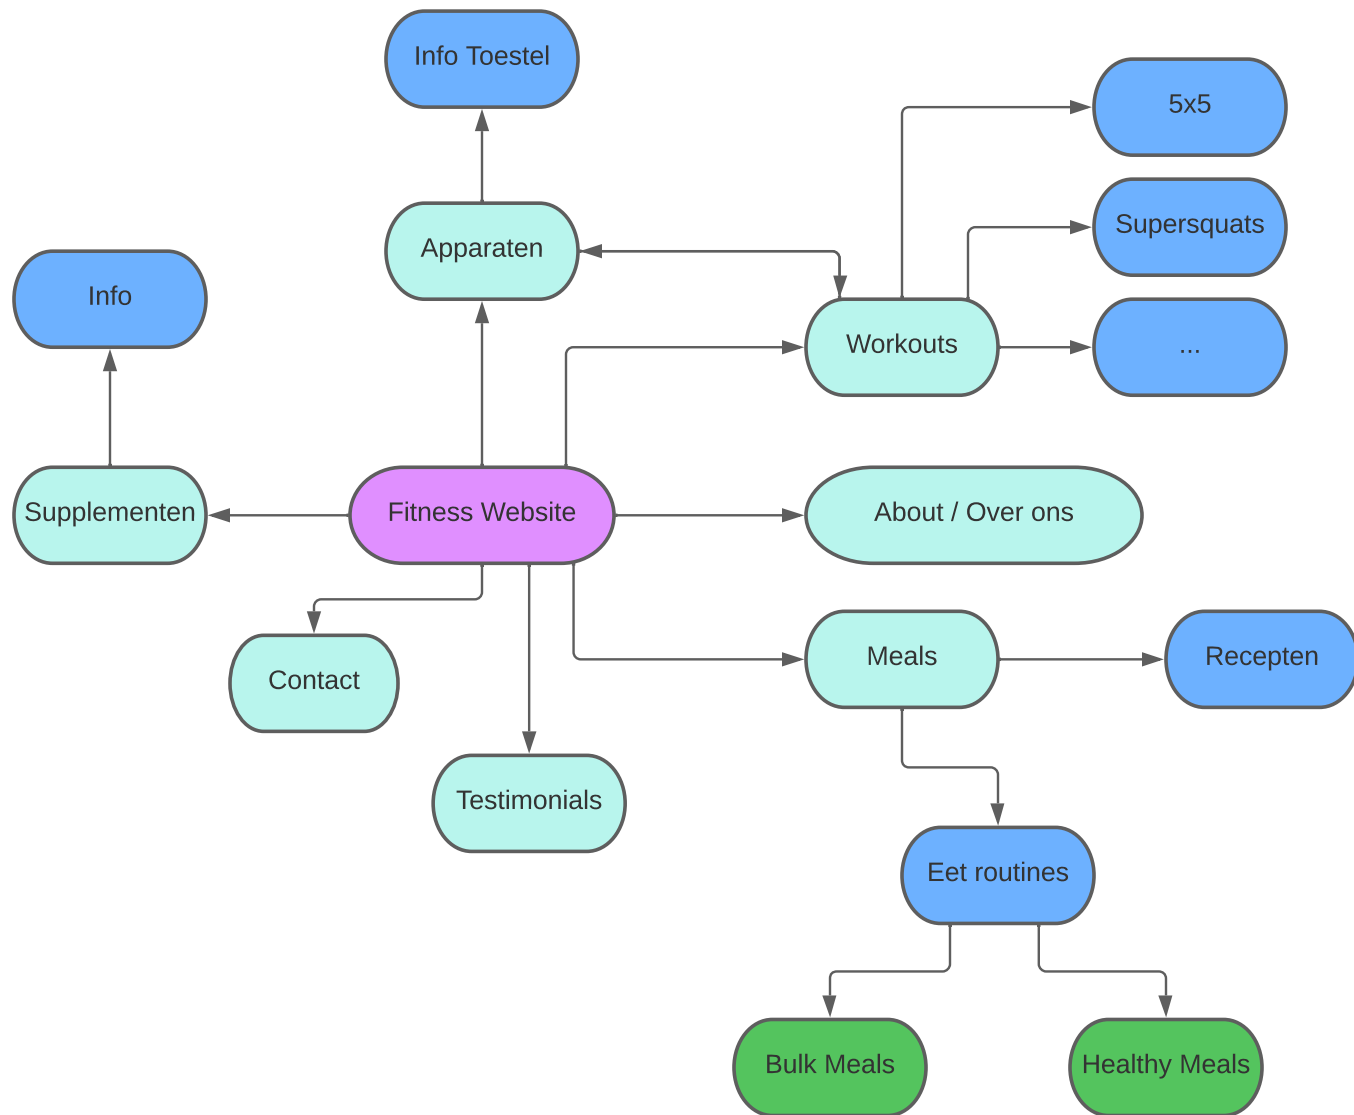 Info Toestel
5x5
Supersquats
Apparaten
Info
Workouts
...
Supplementen
Fitness Website
About / Over ons
Contact
Meals
Recepten
Testimonials
Eet routines
Bulk Meals
Healthy Meals